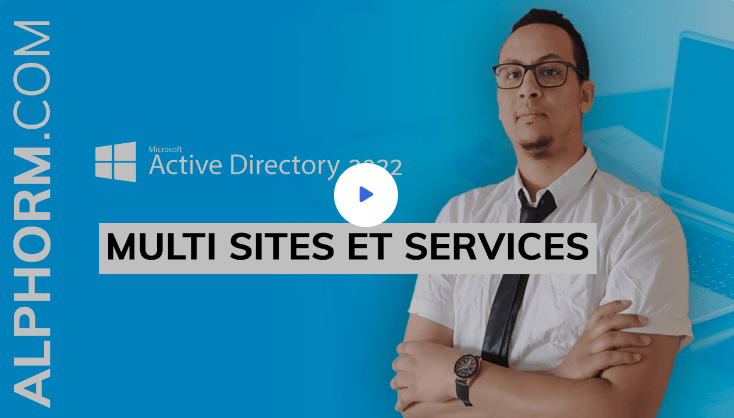 ALPHORM.COM
Microsoft
Active Directory 2022
MULTI SITES ET SERVICES